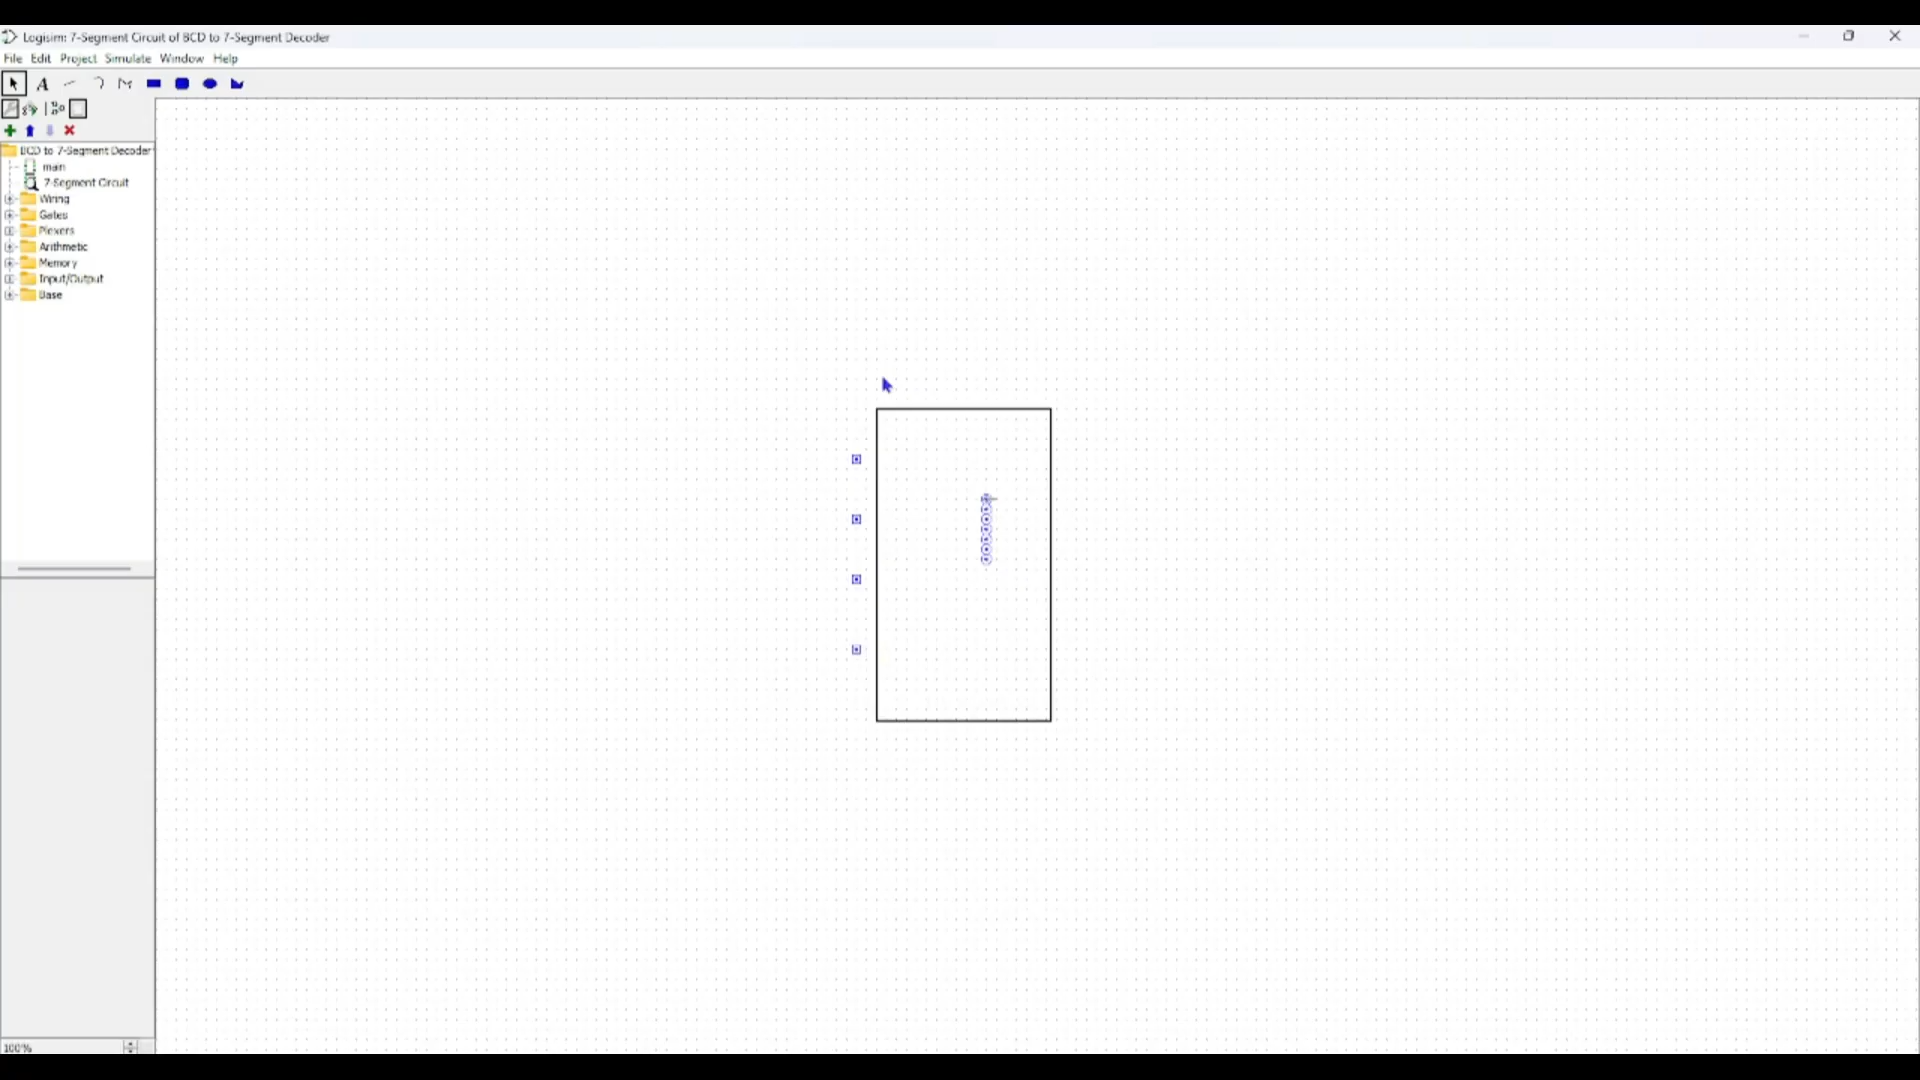 Logisim: 7-Segment Circuit of BCD to 7-Segment Decoder
File Edit Project Simulate Window Help
A
BCD to 7-Segment Decoder
main
7-Segment Circuit
Wiring
Gates
Plexers
Arithmetic
Memory
Input/Output
Base
100%